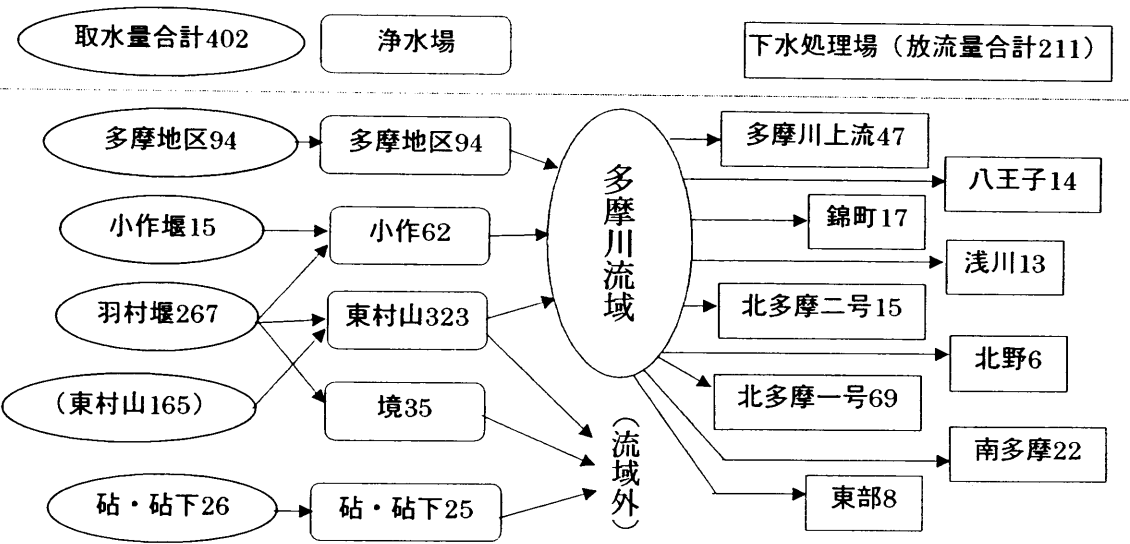 取水量合計402
浄水場
下水処理場（放流量合計211）
多摩地区94
多摩地区94
多摩川上流47
八王子14
小作堰15
小作62
錦町17
浅川13
羽村堰267
東村山323
多摩川流域
北多摩二号15
北野6
（東村山165）
境35
北多摩一号69
（流域外）
南多摩22
砧・砧下26
砧・砧下25
東部8